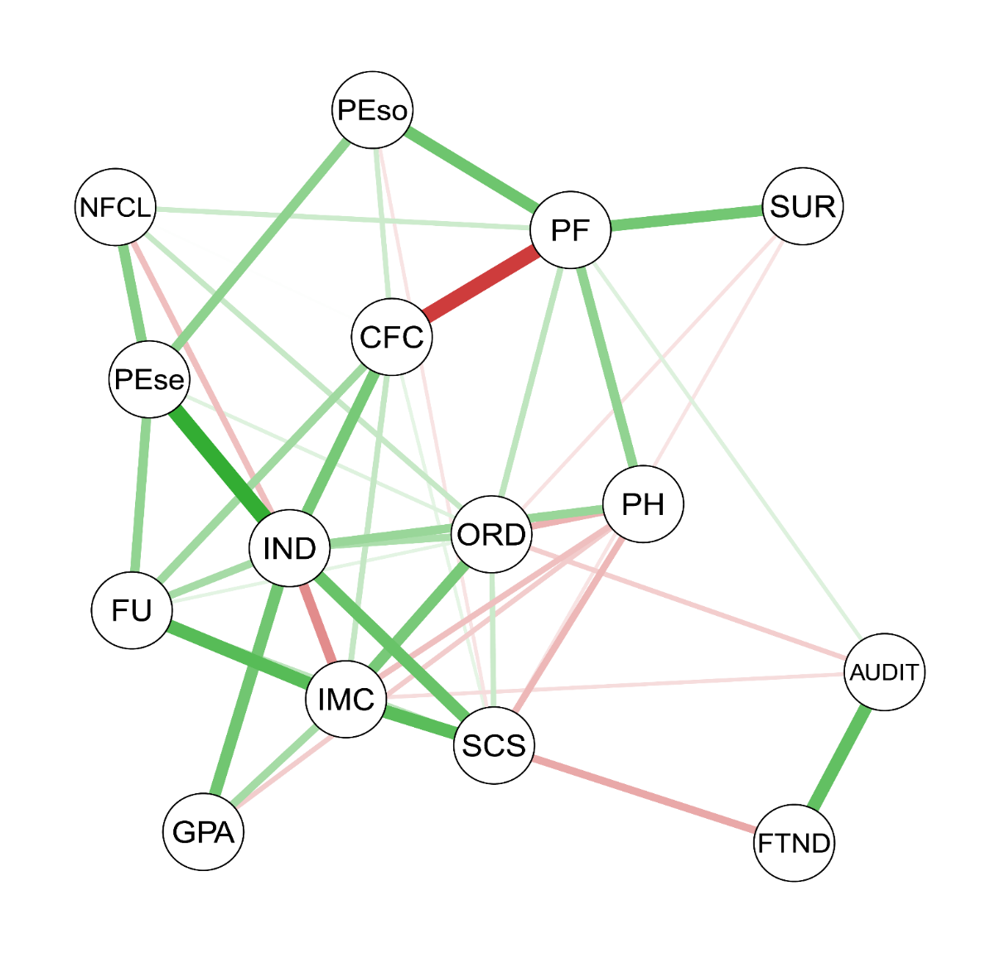 PEso
NFCL
SUR
PF
CFC
PEse
PH
ORD
IND
FU
AUDIT
IMC
SCS
GPA
FTND